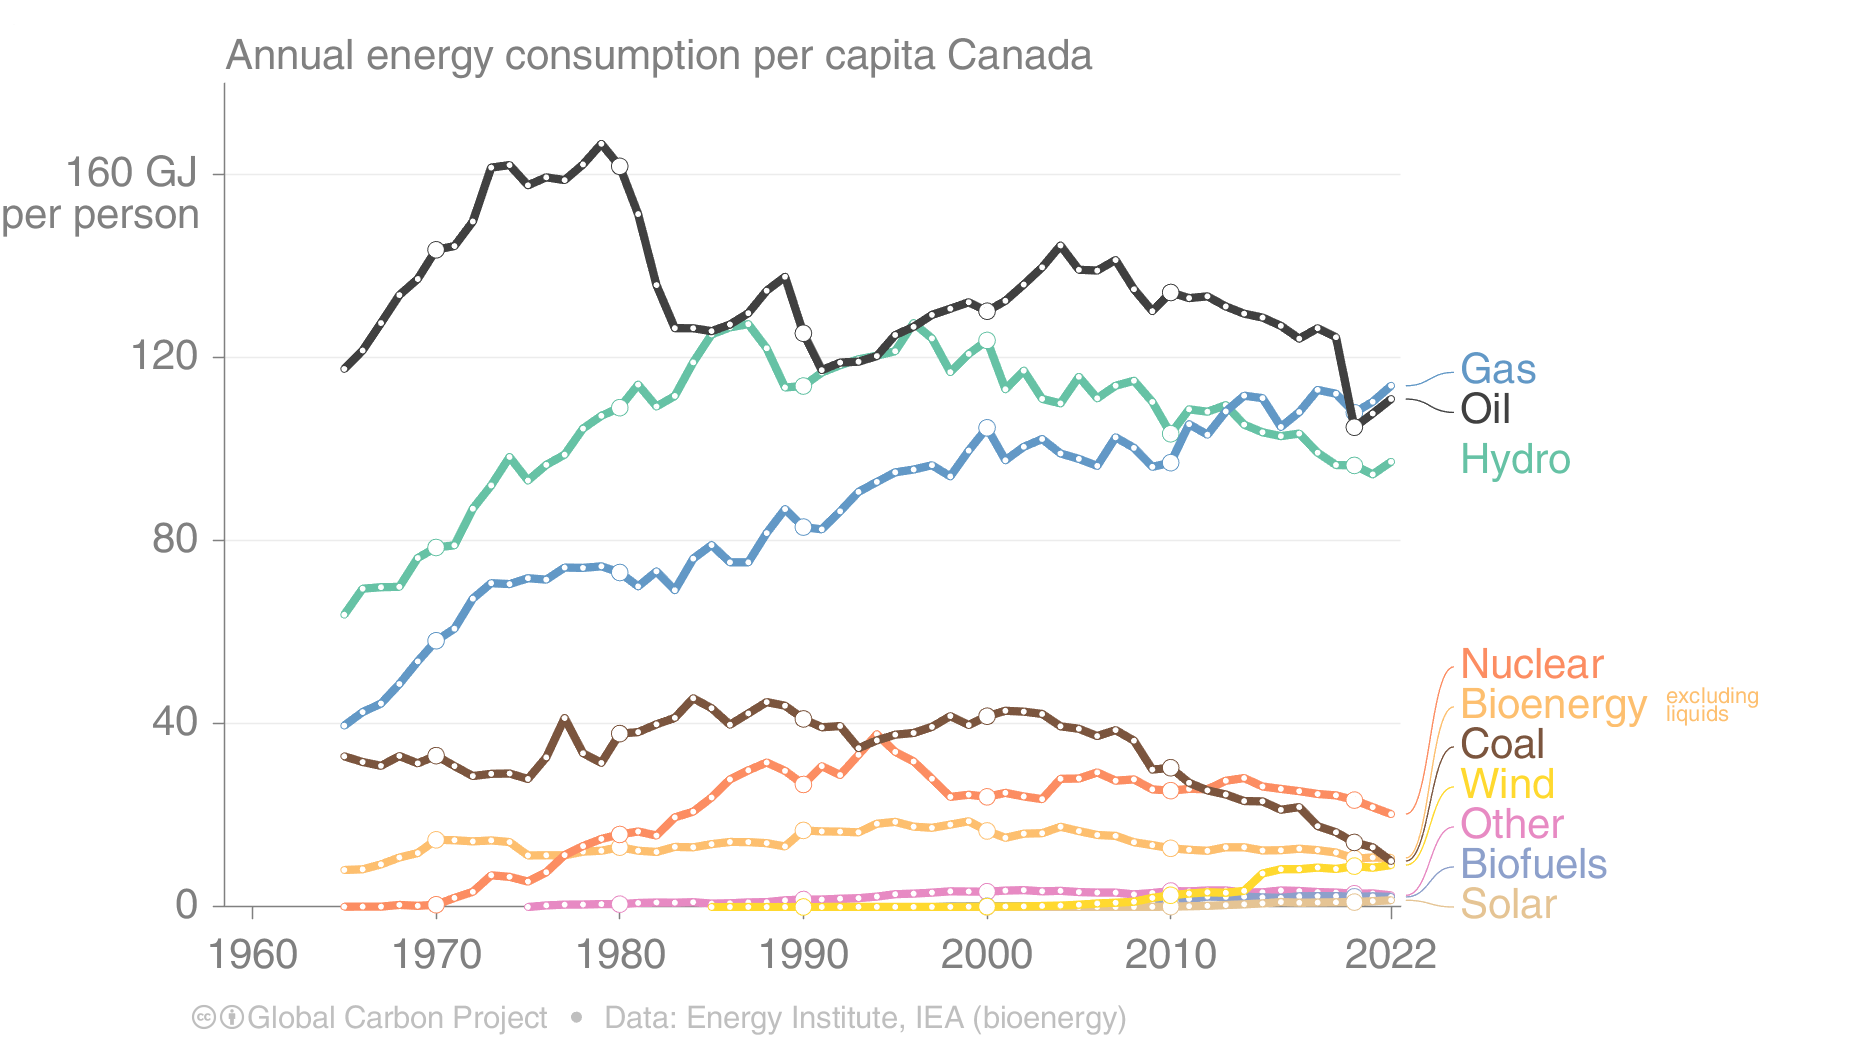 Annual energy consumption per capita Canada
160 GJ
per person
120
80
40
0
1960
1970
1980
1990
2000
2010
2022
Gas
Oil
Hydro
Nuclear
Bioenergy excluding
liquids
Coal
Wind
Other
Biofuels
Solar
cc Global Carbon Project • Data: Energy Institute, IEA (bioenergy)